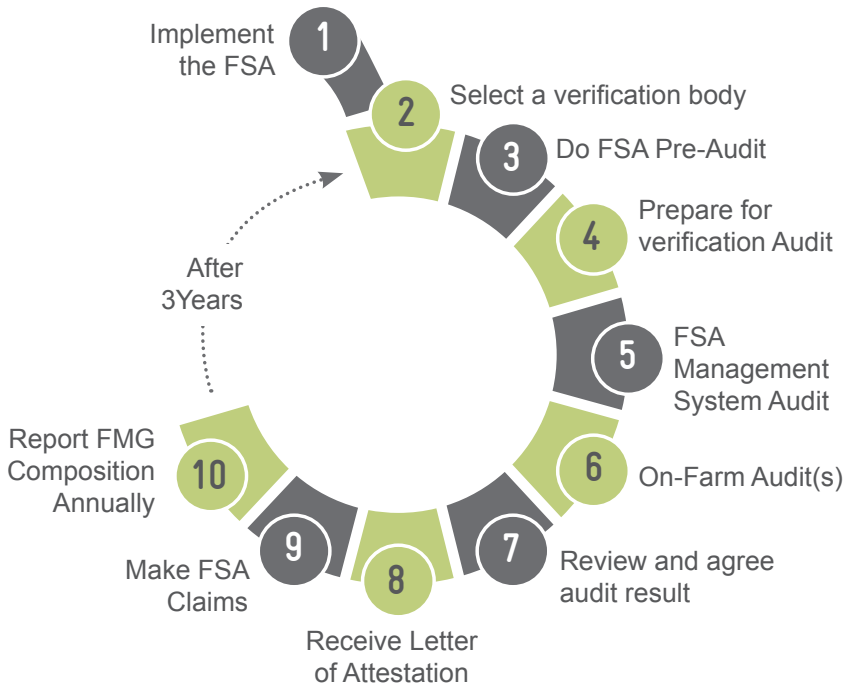 1
Implement
the FSA
2
Select a verification body
3
Do FSA Pre-Audit
4
Prepare for
verification Audit
5
FSA
Management
System Audit
6
On-Farm Audit(s)
7
Review and agree
audit result
8
Receive Letter
of Attestation
9
Make FSA
Claims
10
Report FMG
Composition
Annually
After
3Years